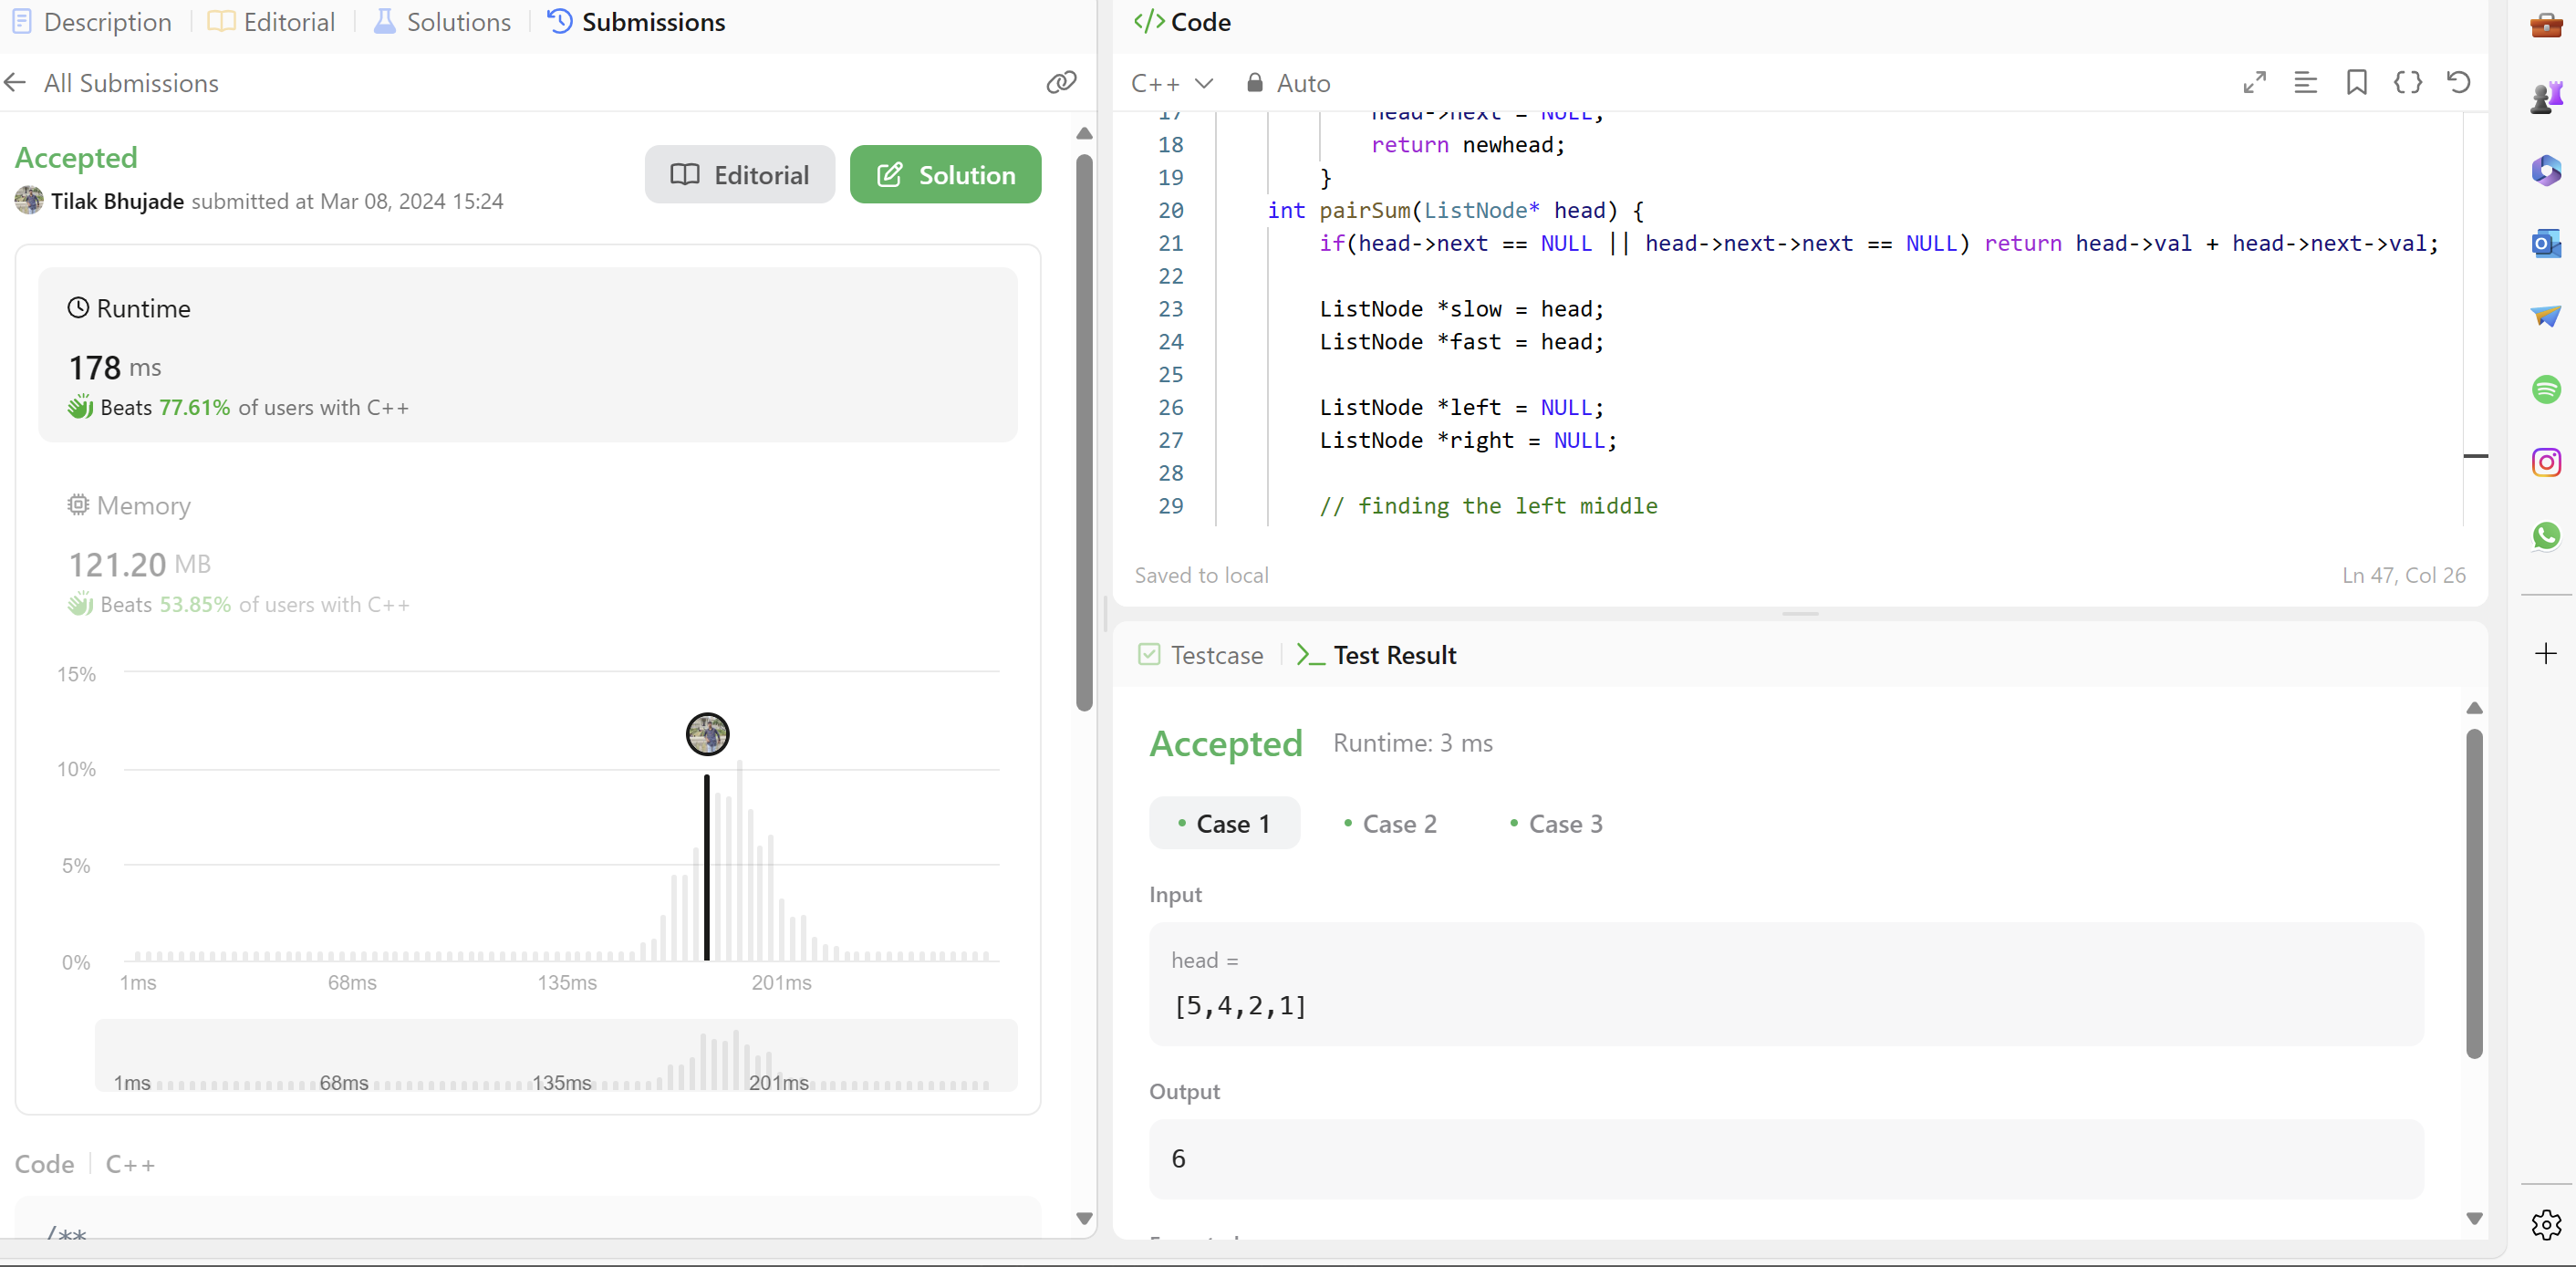 Description
Editorial
Solutions
Submissions
All Submissions
Accepted
Tilak Bhujade submitted at Mar 08, 2024 15:24
Editorial
Solution
Runtime
178 ms
Beats 77.61% of users with C++
Memory
121.20 MB
Beats 53.85% of users with C++
15%
10%
5%
0%
1ms 68ms 135ms 201ms
1ms 68ms 135ms 201ms
Code C++
/**
</> Code
C++ Auto
17 head->next = NULL;
18 return newhead;
19 }
20 int pairSum(ListNode* head) {
21 if(head->next == NULL || head->next->next == NULL) return head->val + head->next->val;
22
23 ListNode *slow = head;
24 ListNode *fast = head;
25
26 ListNode *left = NULL;
27 ListNode *right = NULL;
28
29 // finding the left middle
Saved to local
Ln 47, Col 26
Testcase
Test Result
Accepted Runtime: 3 ms
Case 1
Case 2
Case 3
Input
head =
[5,4,2,1]
Output
6